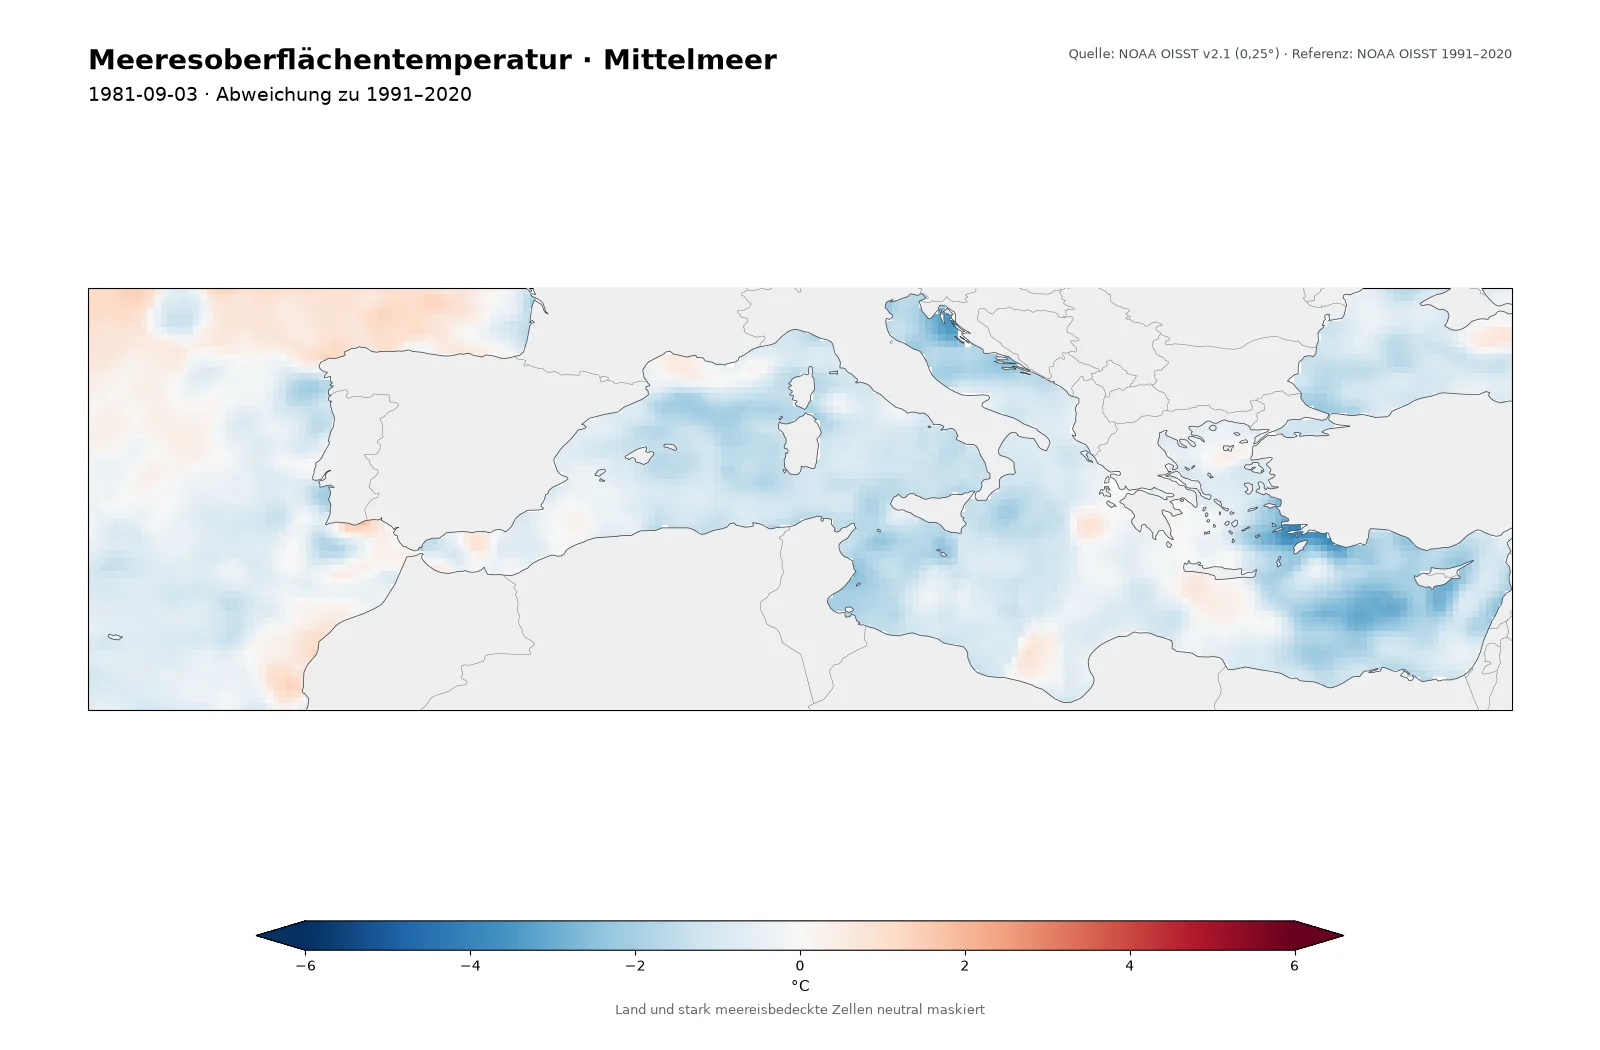 Meeresoberflächentemperatur · Mittelmeer
Quelle: NOAA OISST v2.1 (0,25°) · Referenz: NOAA OISST 1991–2020
1981-09-03 · Abweichung zu 1991–2020
−6 −4 −2 0 2 4 6
°C
Land und stark meereisbedeckte Zellen neutral maskiert